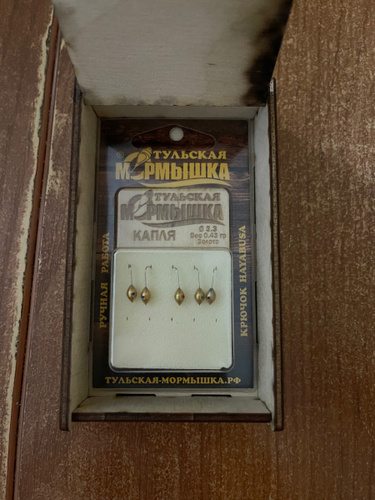 ТУЛЬСКАЯ
МОРМЫШКА
ТУЛЬСКАЯ
МОРМЫШКА
КАПЛЯ
Вес 0.43 гр
Золото
РУЧНАЯ РАБОТА
КРЮЧОК HAYABUSA
ТУЛЬСКАЯ-МОРМЫШКА.РФ